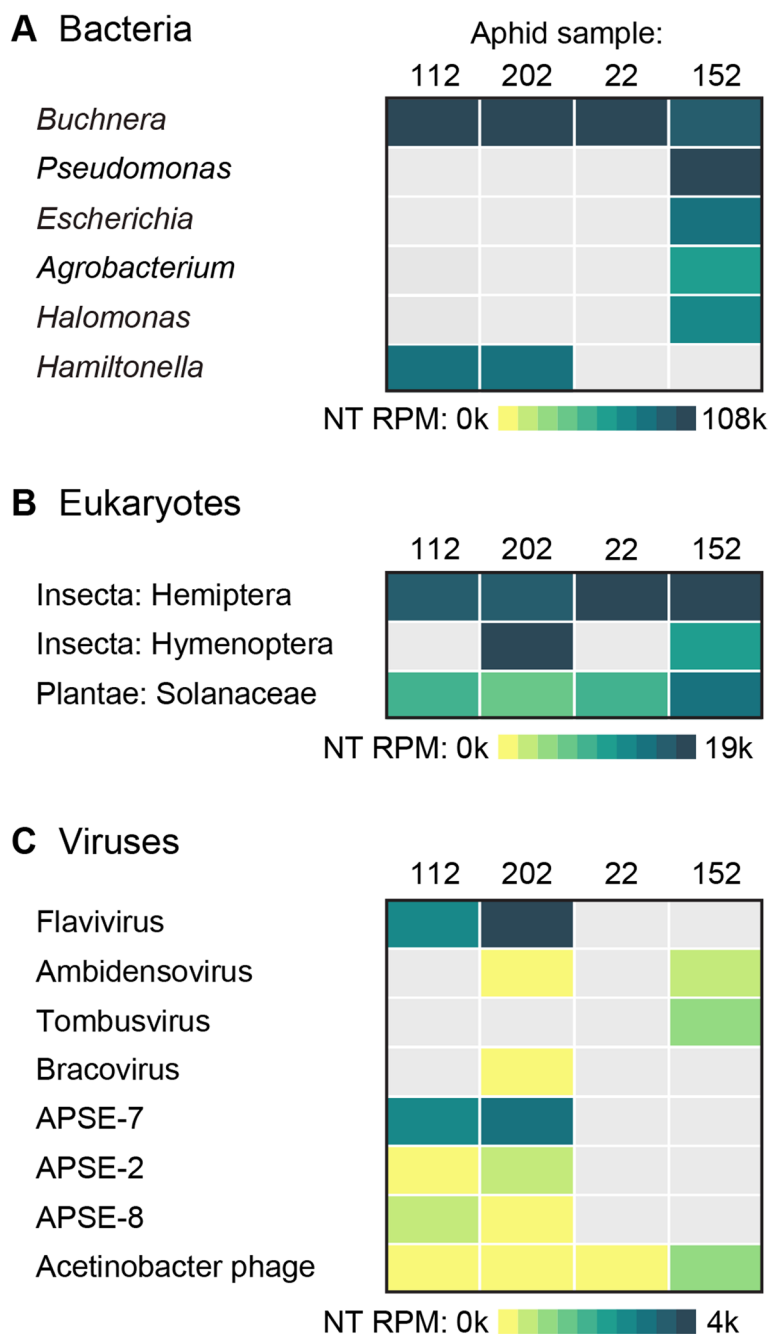 A Bacteria
Aphid sample:
112 202 22 152
Buchnera
Pseudomonas
Escherichia
Agrobacterium
Halomonas
Hamiltonella
NT RPM: 0k 108k
B Eukaryotes
112 202 22 152
Insecta: Hemiptera
Insecta: Hymenoptera
Plantae: Solanaceae
NT RPM: 0k 19k
C Viruses
112 202 22 152
Flavivirus
Ambidensovirus
Tombusvirus
Bracovirus
APSE-7
APSE-2
APSE-8
Acetinobacter phage
NT RPM: 0k 4k